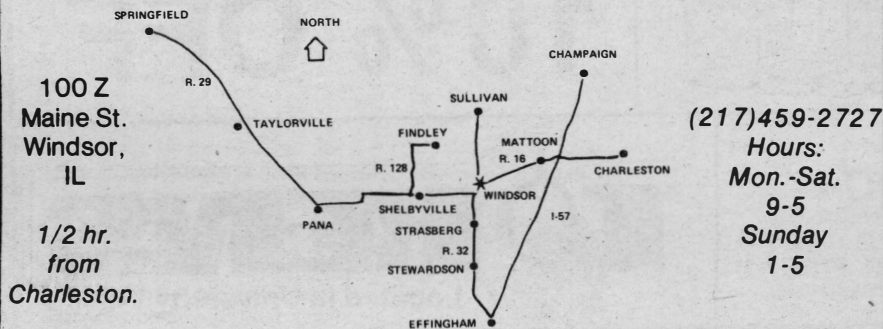 SPRINGFIELD
NORTH
CHAMPAIGN
R. 29
100 Z
Maine St.
Windsor,
IL
1/2 hr.
from
Charleston.
TAYLORVILLE
SULLIVAN
FINDLEY
MATTOON
R. 128
R. 16
CHARLESTON
WINDSOR
SHELBYVILLE
PANA
I-57
STRASBERG
R. 32
STEWARDSON
EFFINGHAM
(217)459-2727
Hours:
Mon.-Sat.
9-5
Sunday
1-5